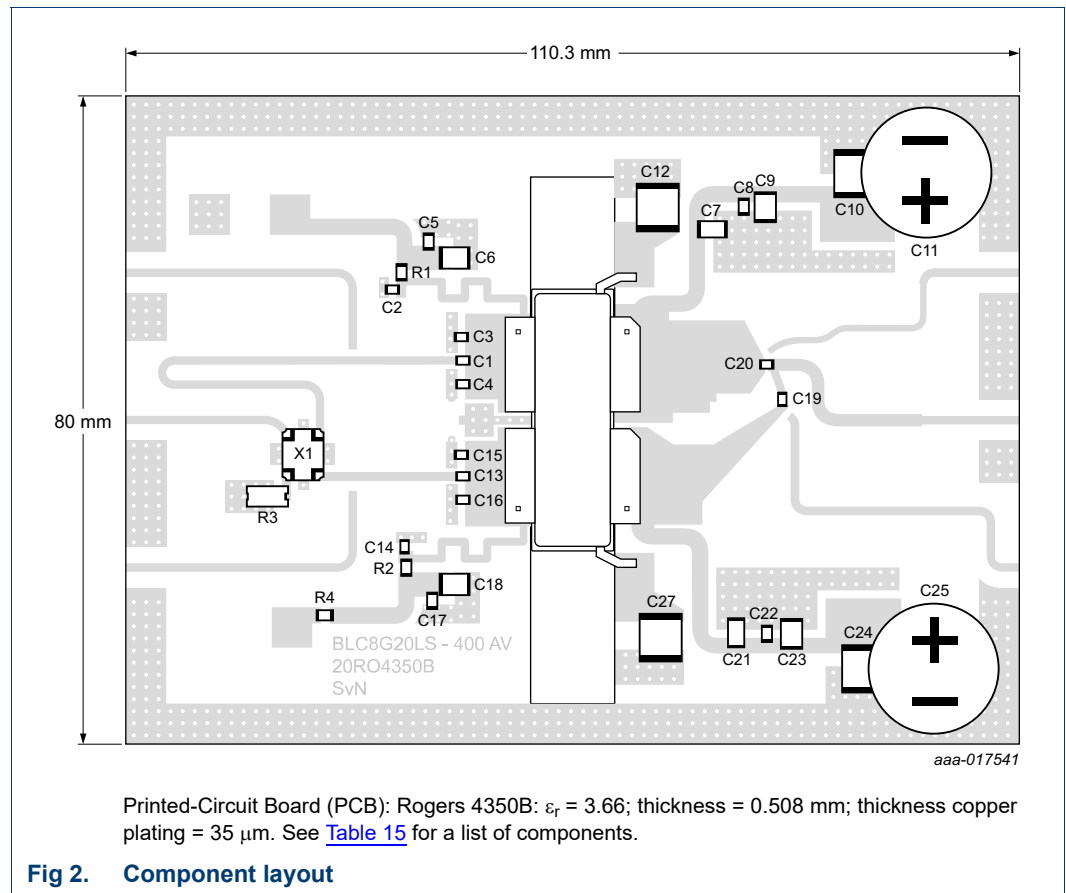 110.3 mm
80 mm
C12
C8
C9
C7
C10
C11
C5
C6
R1
C2
C3
C1
C4
C20
C19
X1
R3
C15
C13
C16
C14
R2
R4
C18
C17
C27
C21
C22
C23
C24
C25
BLC8G20LS - 400 AV
20RO4350B
SvN
aaa-017541
Printed-Circuit Board (PCB): Rogers 4350B: εr = 3.66; thickness = 0.508 mm; thickness copper
plating = 35 μm. See Table 15 for a list of components.
Fig 2. Component layout